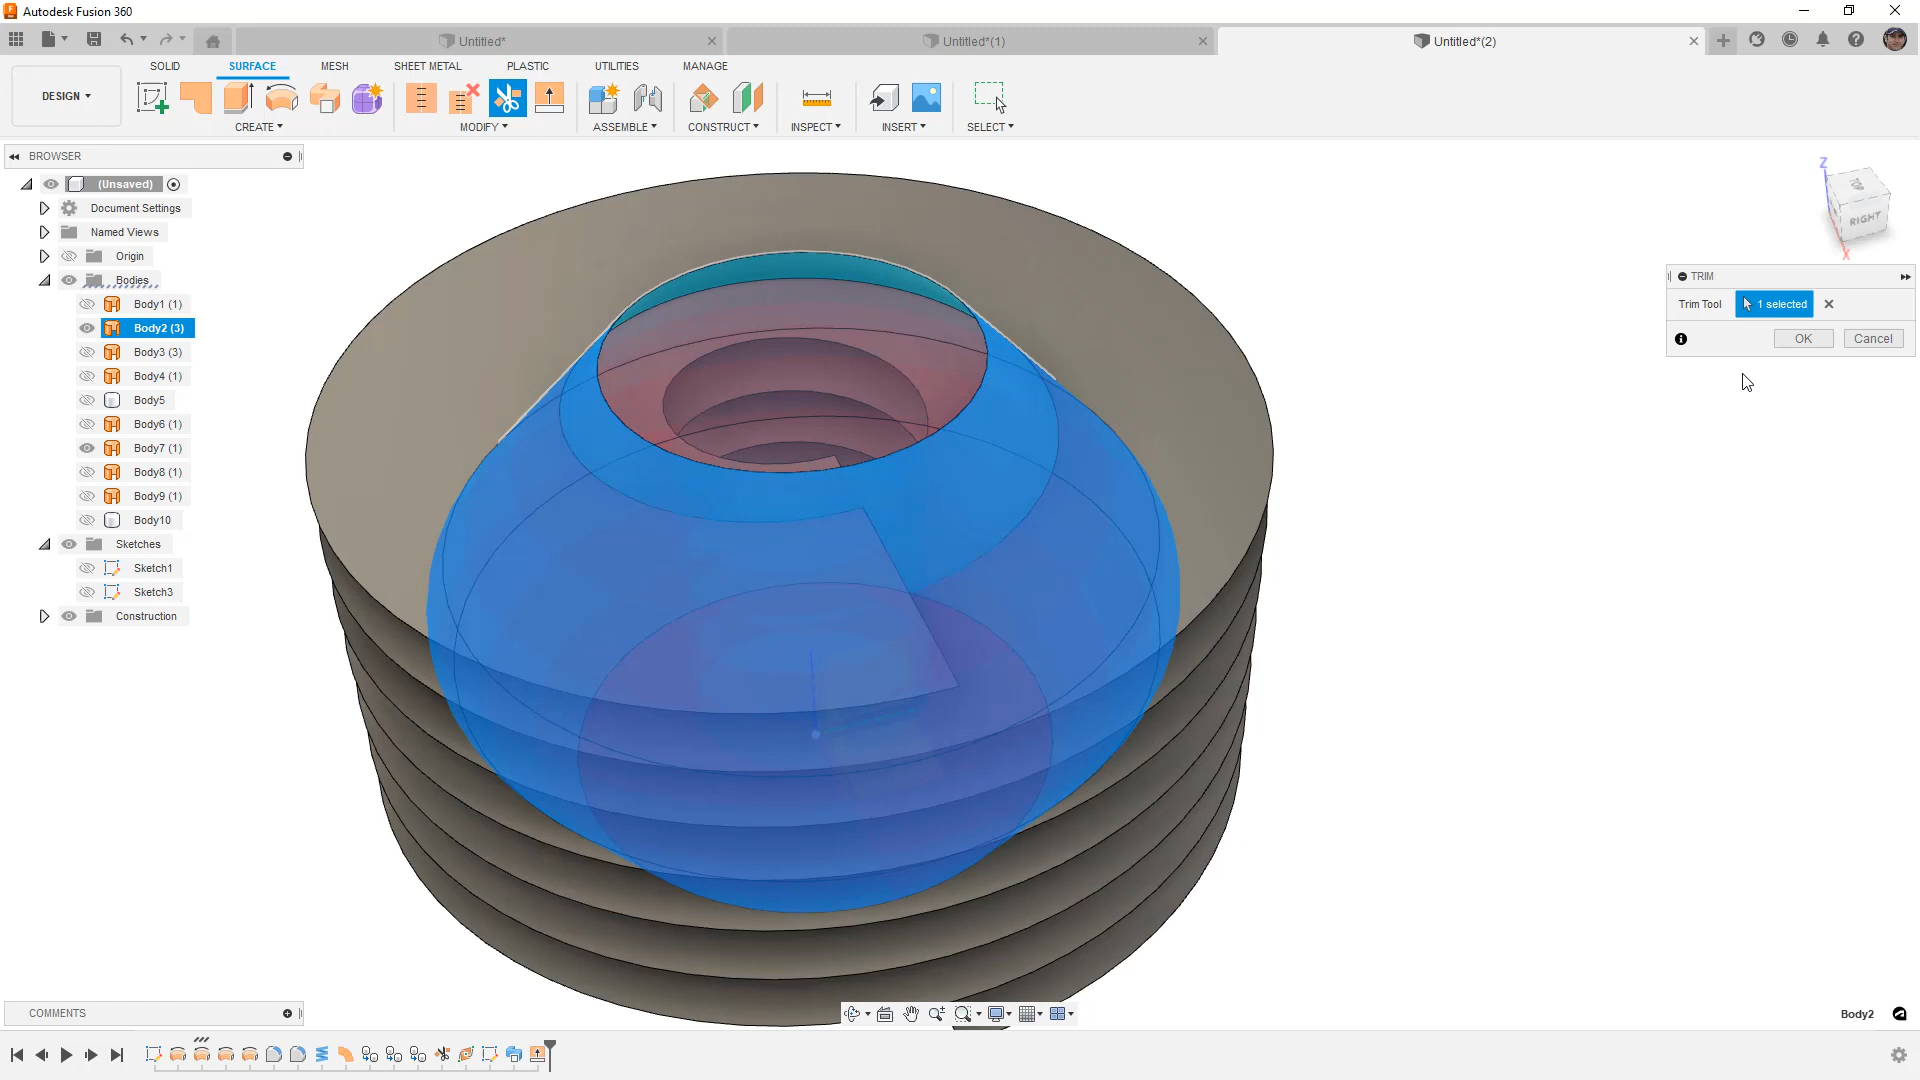 Autodesk Fusion 360
Untitled*
Untitled*(1)
Untitled*(2)
DESIGN
SOLID
SURFACE
MESH
SHEET METAL
PLASTIC
UTILITIES
MANAGE
CREATE
MODIFY
ASSEMBLE
CONSTRUCT
INSPECT
INSERT
SELECT
BROWSER
(Unsaved)
Document Settings
Named Views
Origin
Bodies
Body1 (1)
Body2 (3)
Body3 (3)
Body4 (1)
Body5
Body6 (1)
Body7 (1)
Body8 (1)
Body9 (1)
Body10
Sketches
Sketch1
Sketch3
Construction
Z
TOP
RIGHT
X
TRIM
Trim Tool
1 selected
OK
Cancel
COMMENTS
Body2